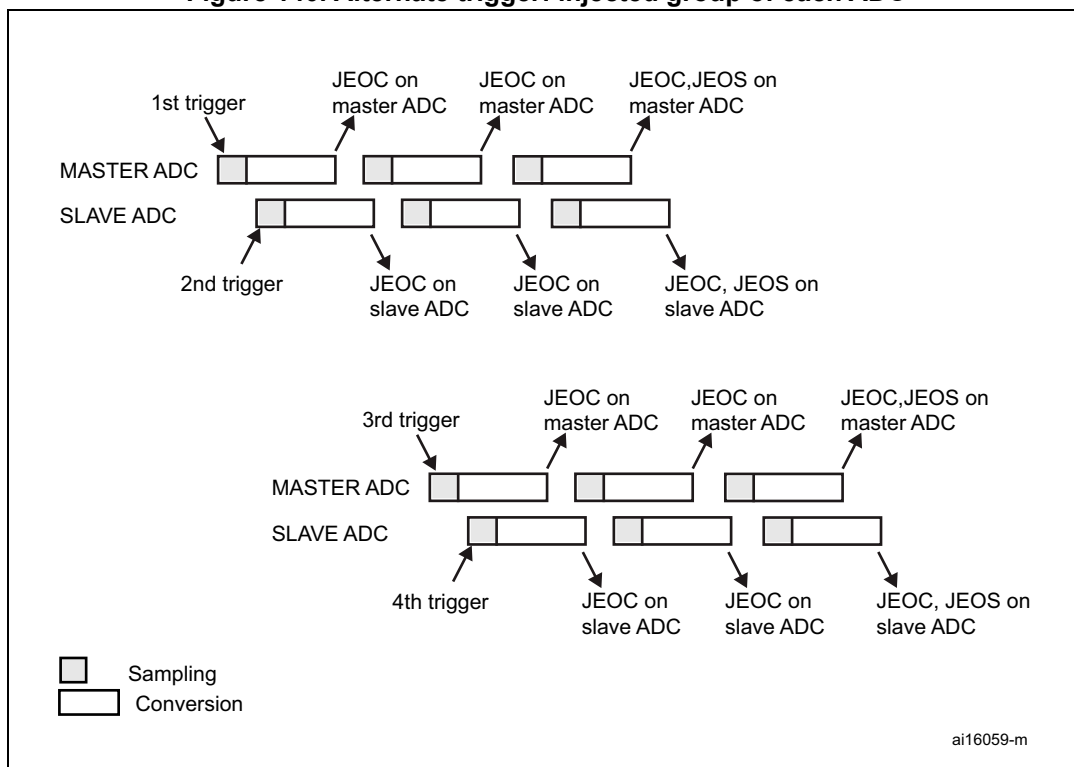 1st trigger
JEOC on
master ADC
JEOC on
master ADC
JEOC,JEOS on
master ADC
MASTER ADC
SLAVE ADC
2nd trigger
JEOC on
slave ADC
JEOC on
slave ADC
JEOC, JEOS on
slave ADC
3rd trigger
JEOC on
master ADC
JEOC on
master ADC
JEOC,JEOS on
master ADC
MASTER ADC
SLAVE ADC
4th trigger
JEOC on
slave ADC
JEOC on
slave ADC
JEOC, JEOS on
slave ADC
Sampling
Conversion
ai16059-m